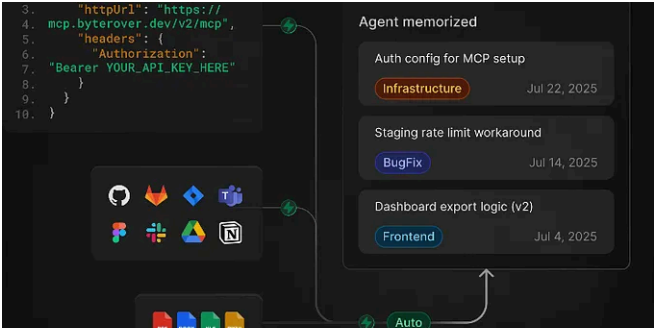 3. "httpUrl": "https://
4. mcp.byterover.dev/v2/mcp",
5. "headers": {
6. "Authorization":
7. "Bearer YOUR_API_KEY_HERE"
8. }
9. }
10. }
Agent memorized
Auth config for MCP setup
Infrastructure Jul 22, 2025
Staging rate limit workaround
BugFix Jul 14, 2025
Dashboard export logic (v2)
Frontend Jul 4, 2025
Auto